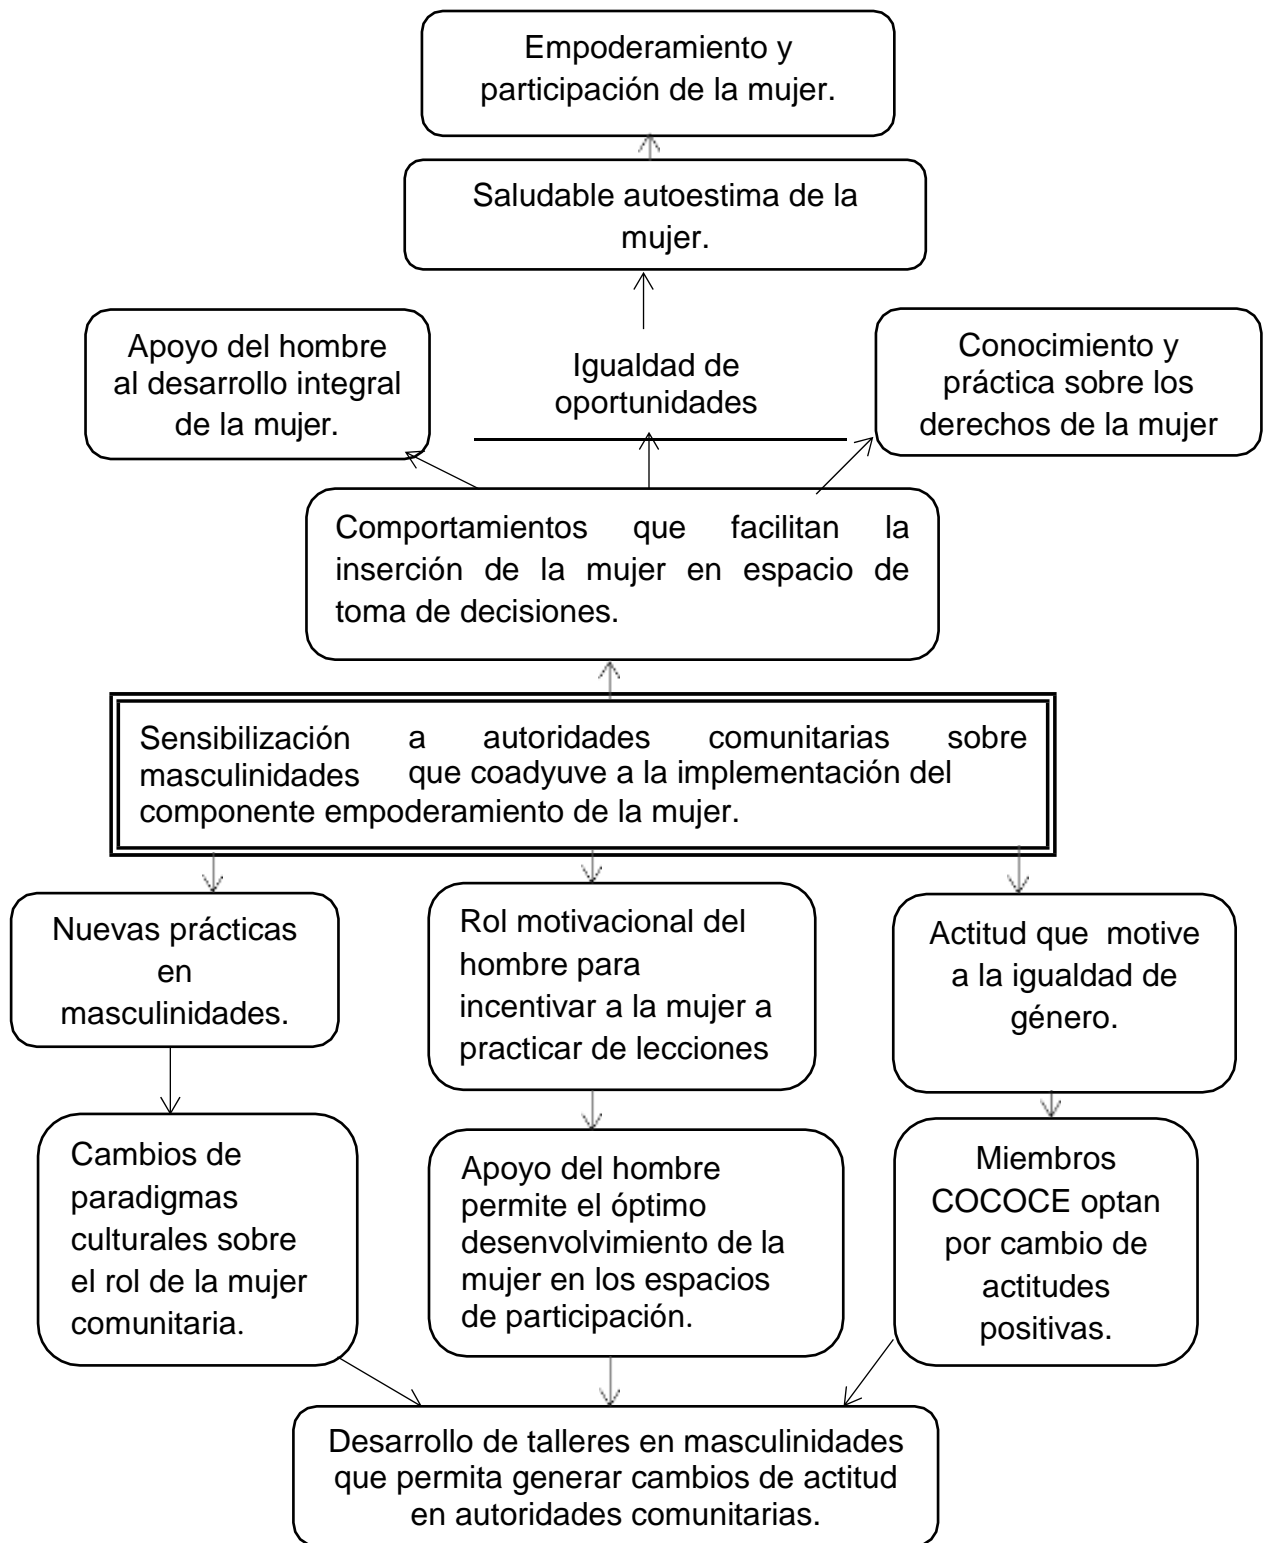 Empoderamiento y
participación de la mujer.
Saludable autoestima de la
mujer.
Apoyo del hombre
al desarrollo integral
de la mujer.
Igualdad de
oportunidades
Conocimiento y
práctica sobre los
derechos de la mujer
Comportamientos que facilitan la
inserción de la mujer en espacio de
toma de decisiones.
Sensibilización a autoridades comunitarias sobre
masculinidades que coadyuve a la implementación del
componente empoderamiento de la mujer.
Nuevas prácticas
en
masculinidades.
Rol motivacional del
hombre para
incentivar a la mujer a
practicar de lecciones
Actitud que motive
a la igualdad de
género.
Cambios de
paradigmas
culturales sobre
el rol de la mujer
comunitaria.
Apoyo del hombre
permite el óptimo
desenvolvimiento de la
mujer en los espacios
de participación.
Miembros
COCOCE optan
por cambio de
actitudes
positivas.
Desarrollo de talleres en masculinidades
que permita generar cambios de actitud
en autoridades comunitarias.